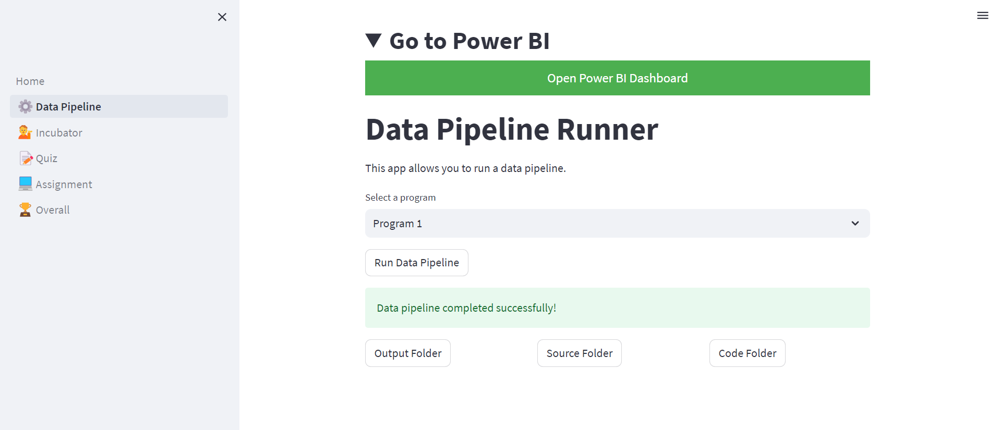 Home
Data Pipeline
Incubator
Quiz
Assignment
Overall
Go to Power BI
Open Power BI Dashboard
Data Pipeline Runner
This app allows you to run a data pipeline.
Select a program
Program 1
Run Data Pipeline
Data pipeline completed successfully!
Output Folder
Source Folder
Code Folder